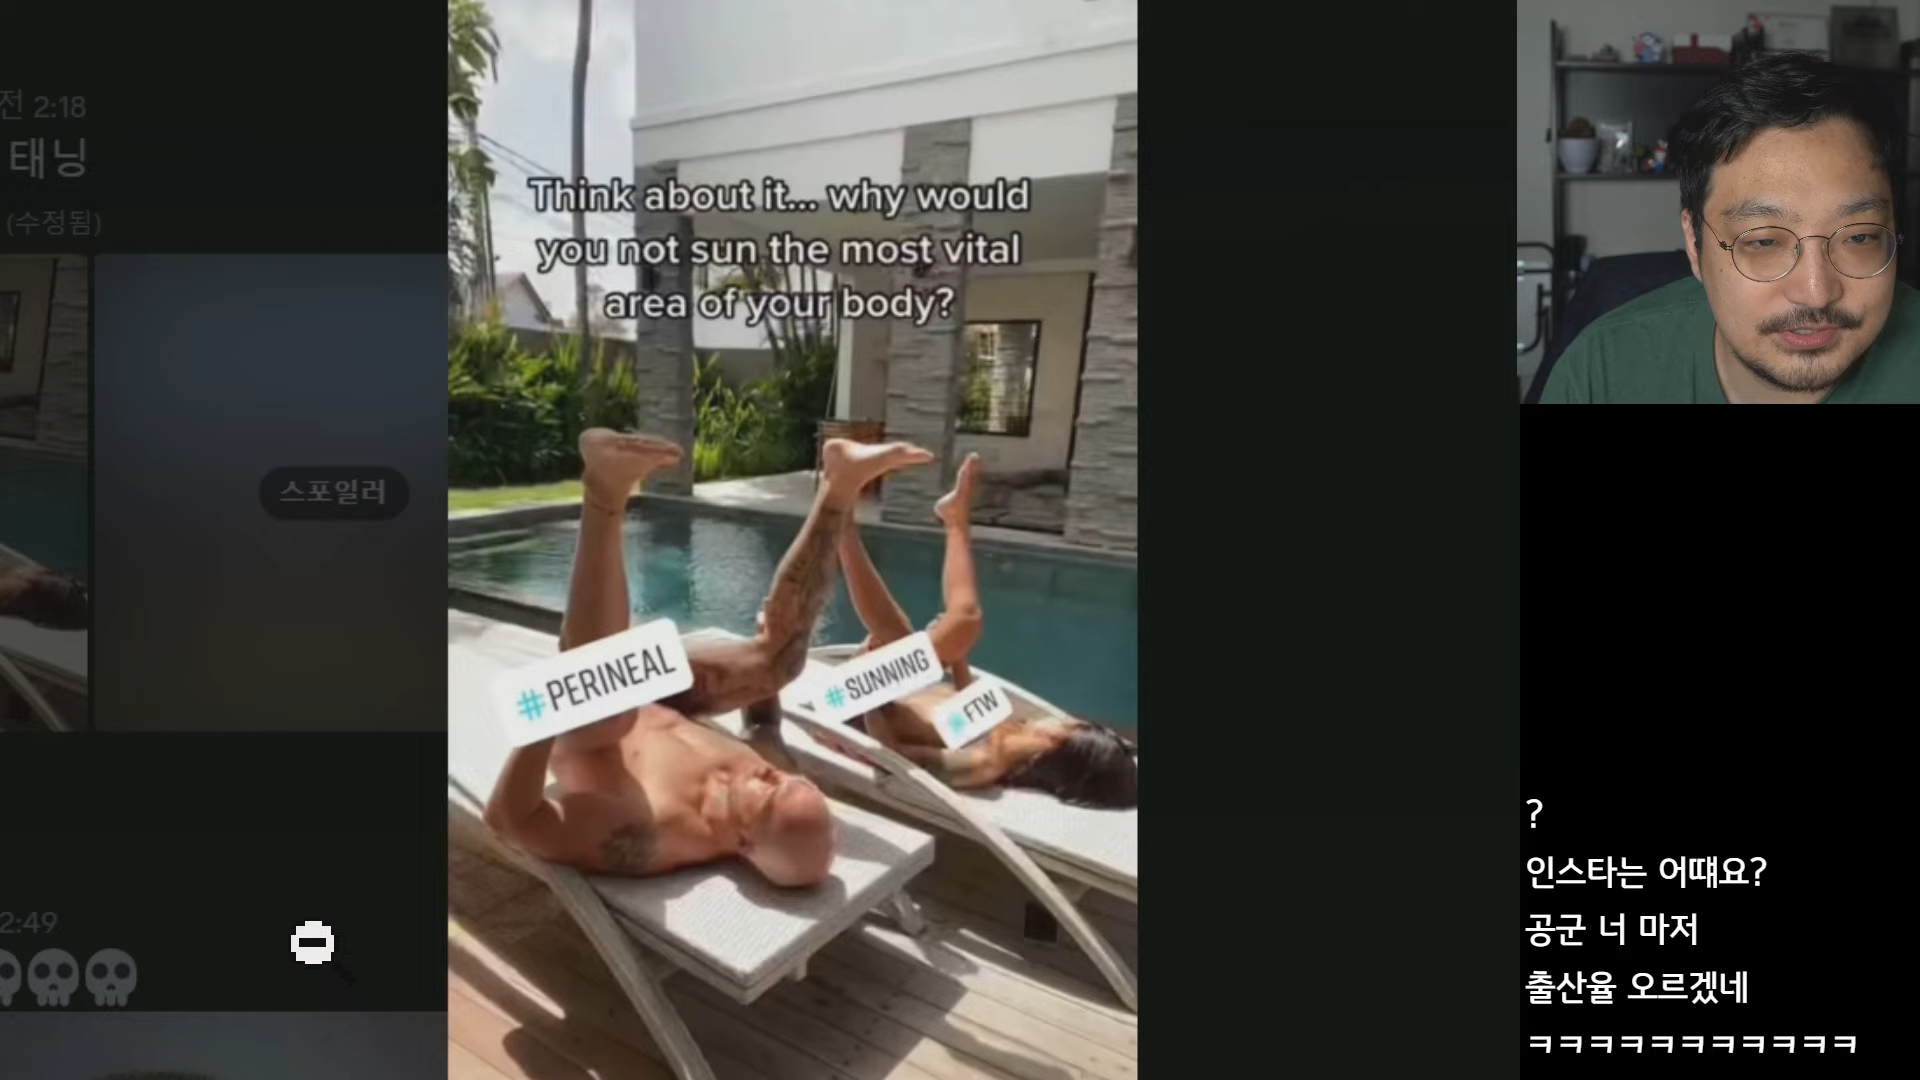 전 2:18
태닝
(수정됨)
스포일러
2:49
Think about it... why would
you not sun the most vital
area of your body?
#PERINEAL
#SUNNING
#FTW
?
인스타는 어떄요?
공군 너 마저
출산율 오르겠네
ㅋㅋㅋㅋㅋㅋㅋㅋㅋㅋㅋ